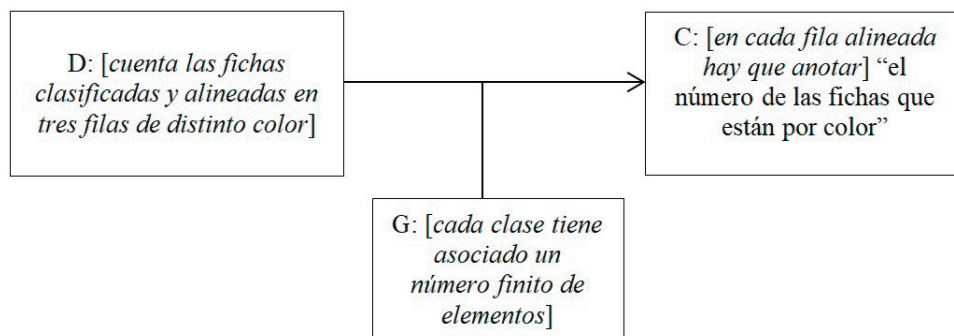 D: [cuenta las fichas
clasificadas y alineadas en
tres filas de distinto color]
C: [en cada fila alineada
hay que anotar] “el
número de las fichas que
están por color”
G: [cada clase tiene
asociado un
número finito de
elementos]